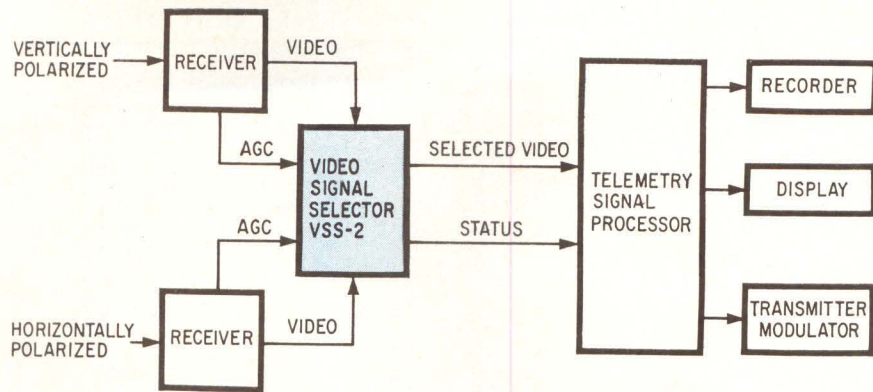 VERTICALLY
POLARIZED
RECEIVER
VIDEO
AGC
VIDEO
SIGNAL
SELECTOR
VSS-2
AGC
HORIZONTALLY
POLARIZED
RECEIVER
VIDEO
SELECTED VIDEO
STATUS
TELEMETRY
SIGNAL
PROCESSOR
RECORDER
DISPLAY
TRANSMITTER
MODULATOR